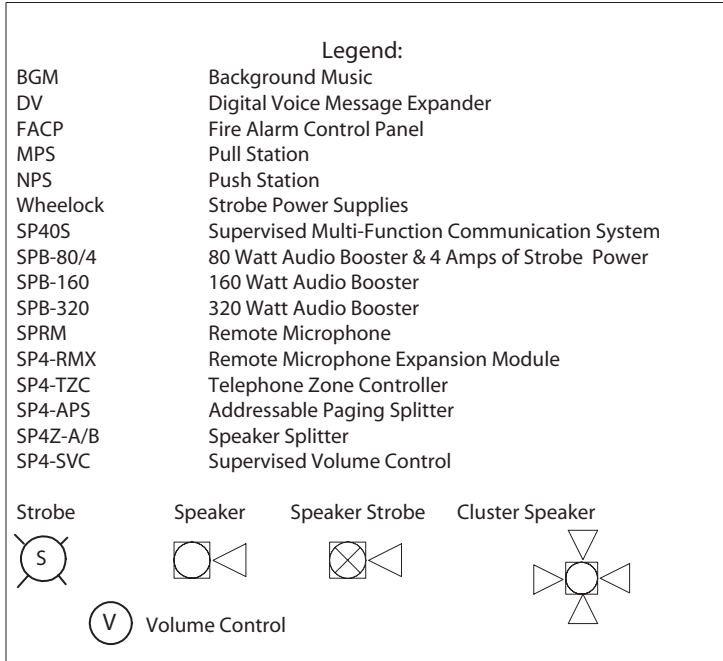 Legend:
BGM Background Music
DV Digital Voice Message Expander
FACP Fire Alarm Control Panel
MPS Pull Station
NPS Push Station
Wheelock Strobe Power Supplies
SP40S Supervised Multi-Function Communication System
SPB-80/4 80 Watt Audio Booster & 4 Amps of Strobe Power
SPB-160 160 Watt Audio Booster
SPB-320 320 Watt Audio Booster
SPRM Remote Microphone
SP4-RMX Remote Microphone Expansion Module
SP4-TZC Telephone Zone Controller
SP4-APS Addressable Paging Splitter
SP4Z-A/B Speaker Splitter
SP4-SVC Supervised Volume Control
Strobe Speaker Speaker Strobe Cluster Speaker
S
V Volume Control